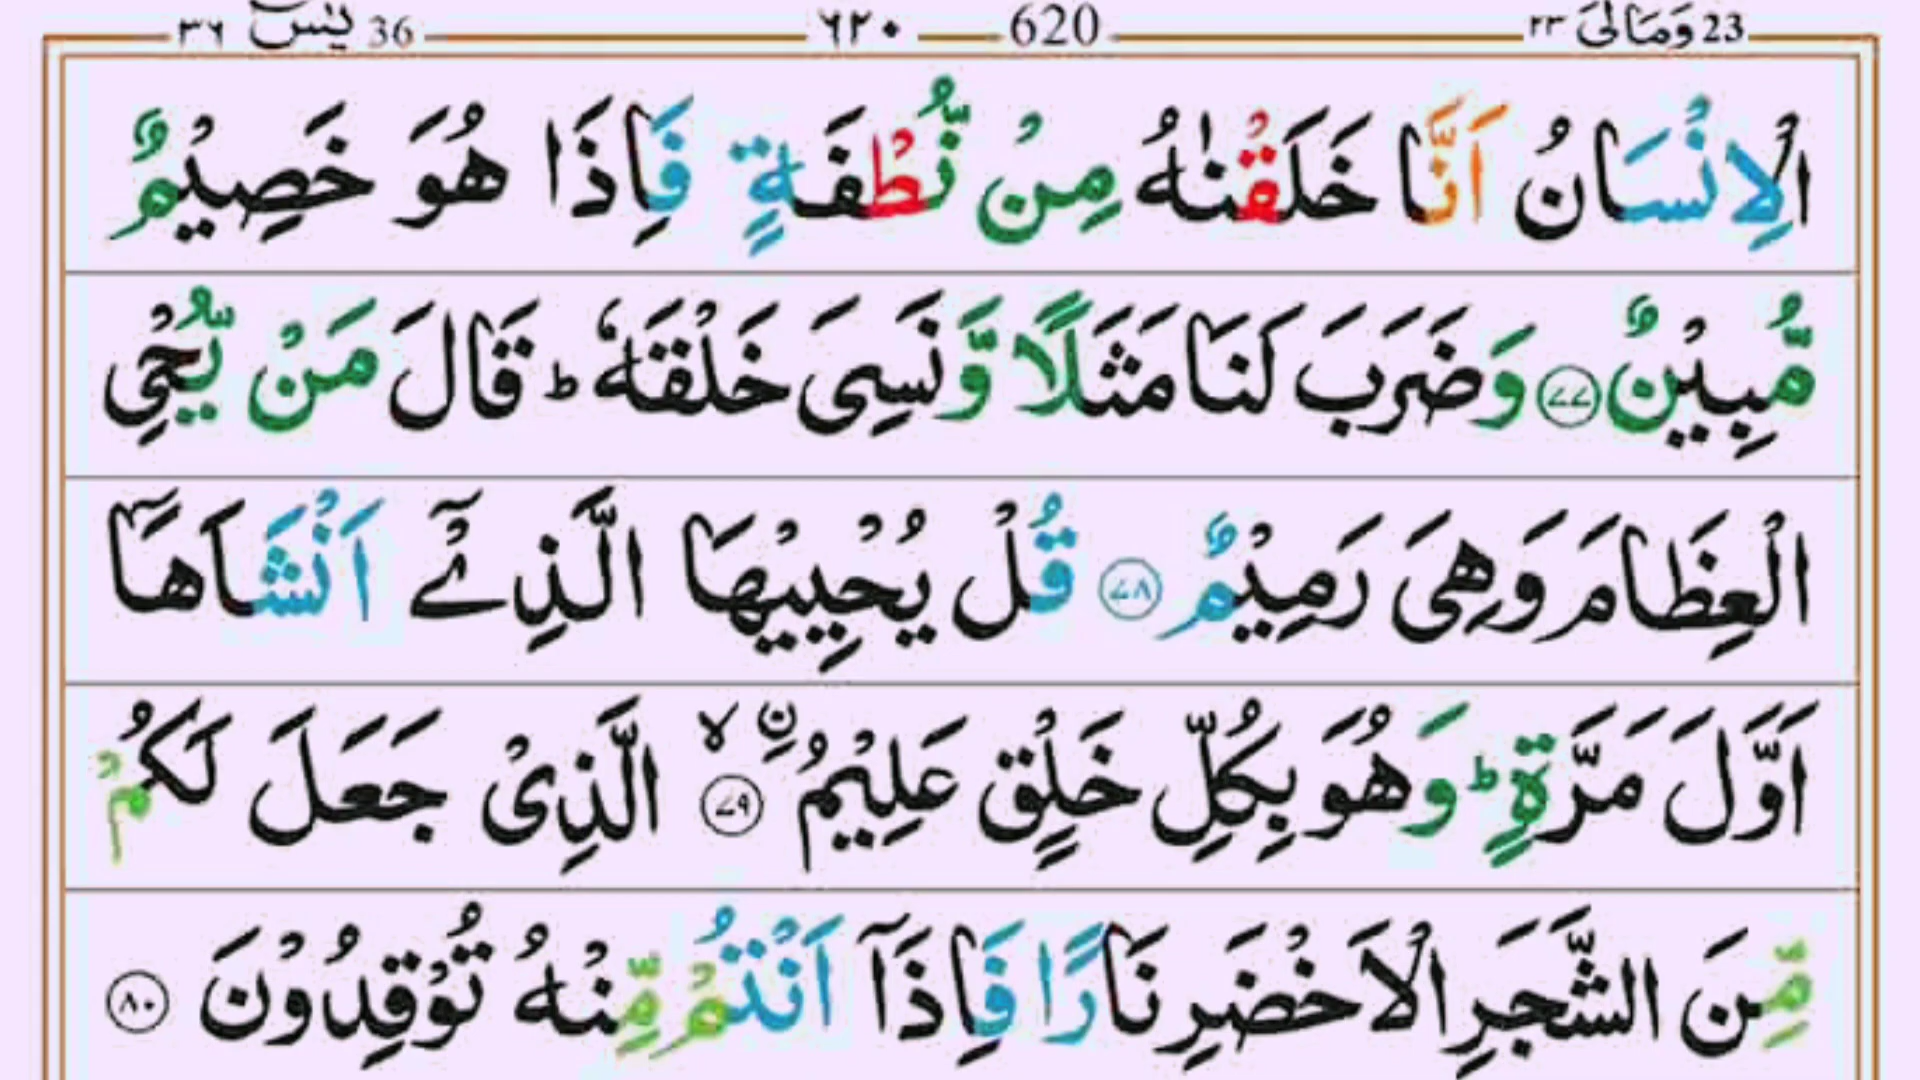 ٣٦ يٰسٓ 36 ٦٢٠ 620 ٢٣ وَمَالِیَ 23
الْاِنْسَانُ اَنَّا خَلَقْنٰهُ مِنْ نُّطْفَةٍ فَاِذَا هُوَ خَصِيْمٌ
مُّبِيْنٌ ﴿٧٧﴾ وَضَرَبَ لَنَا مَثَلًا وَّنَسِیَ خَلْقَهٗ ؕ قَالَ مَنْ يُّحْیِ
الْعِظَامَ وَهِیَ رَمِيْمٌ ﴿٧٨﴾ قُلْ يُحْيِيْهَا الَّذِیْۤ اَنْشَاَهَاۤ
اَوَّلَ مَرَّةٍ ؕ وَهُوَ بِكُلِّ خَلْقٍ عَلِيْمُ ۨ ﴿٧٩﴾ ۙ الَّذِیْ جَعَلَ لَكُمْ
مِّنَ الشَّجَرِ الْاَخْضَرِ نَارًا فَاِذَاۤ اَنْتُمْ مِّنْهُ تُوْقِدُوْنَ ﴿٨٠﴾